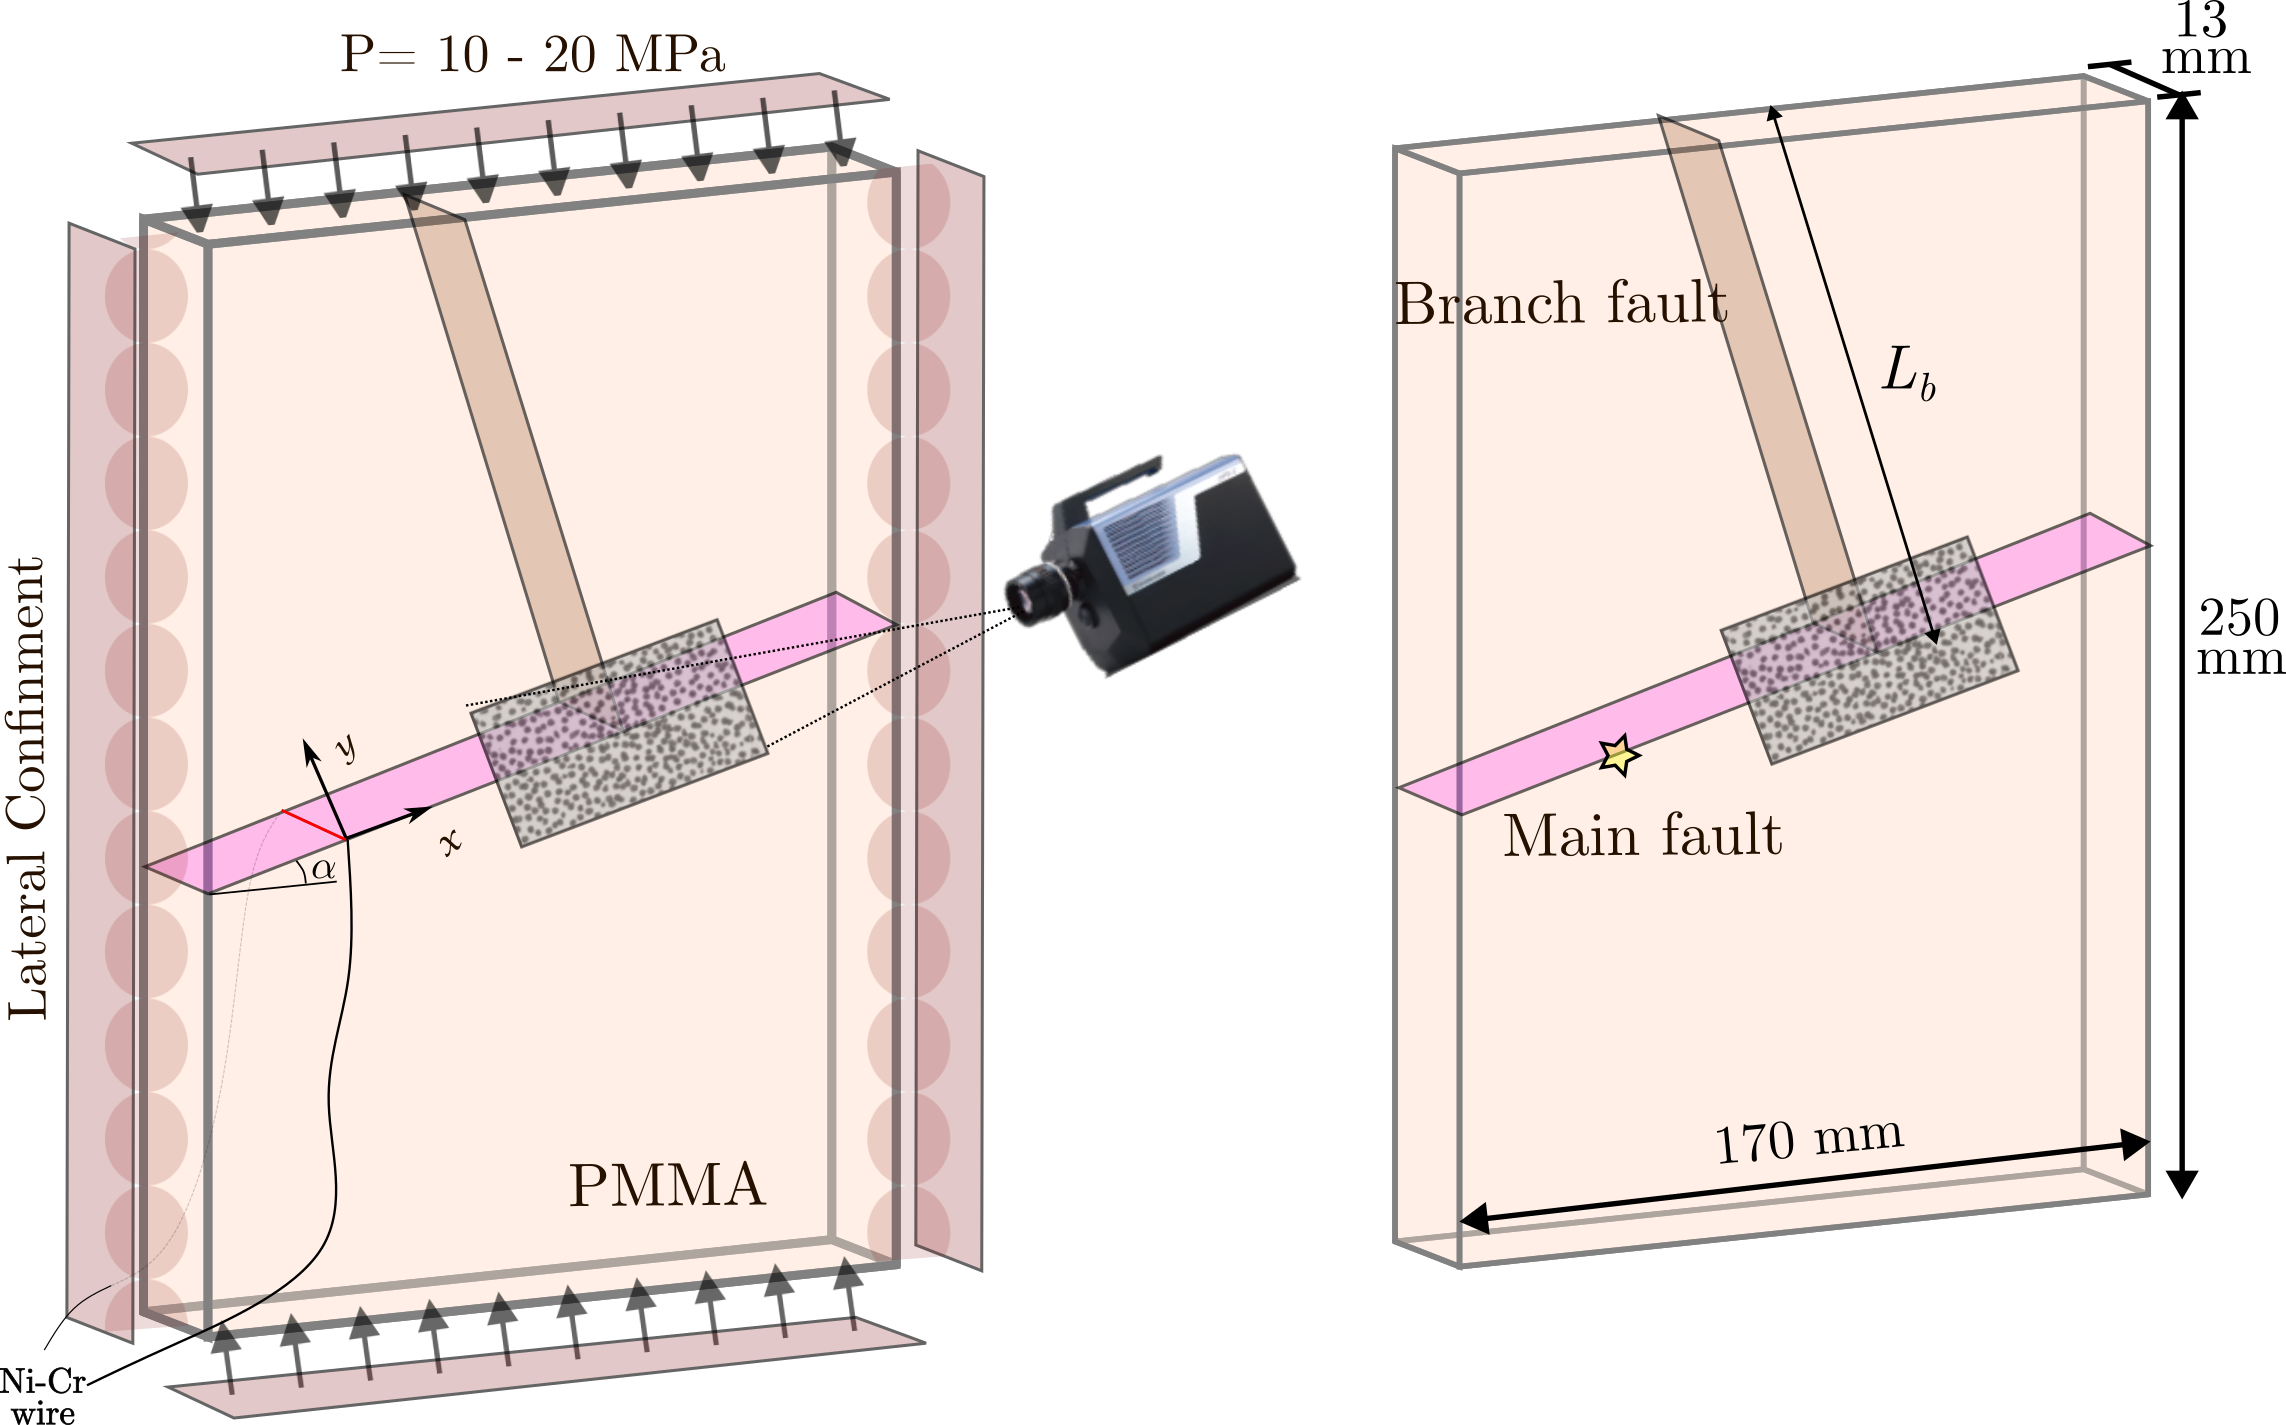 P= 10 - 20 MPa
Lateral Confinment
y
x
α
PMMA
Ni-Cr
wire
13
mm
Branch fault
L_b
250
mm
Main fault
170 mm